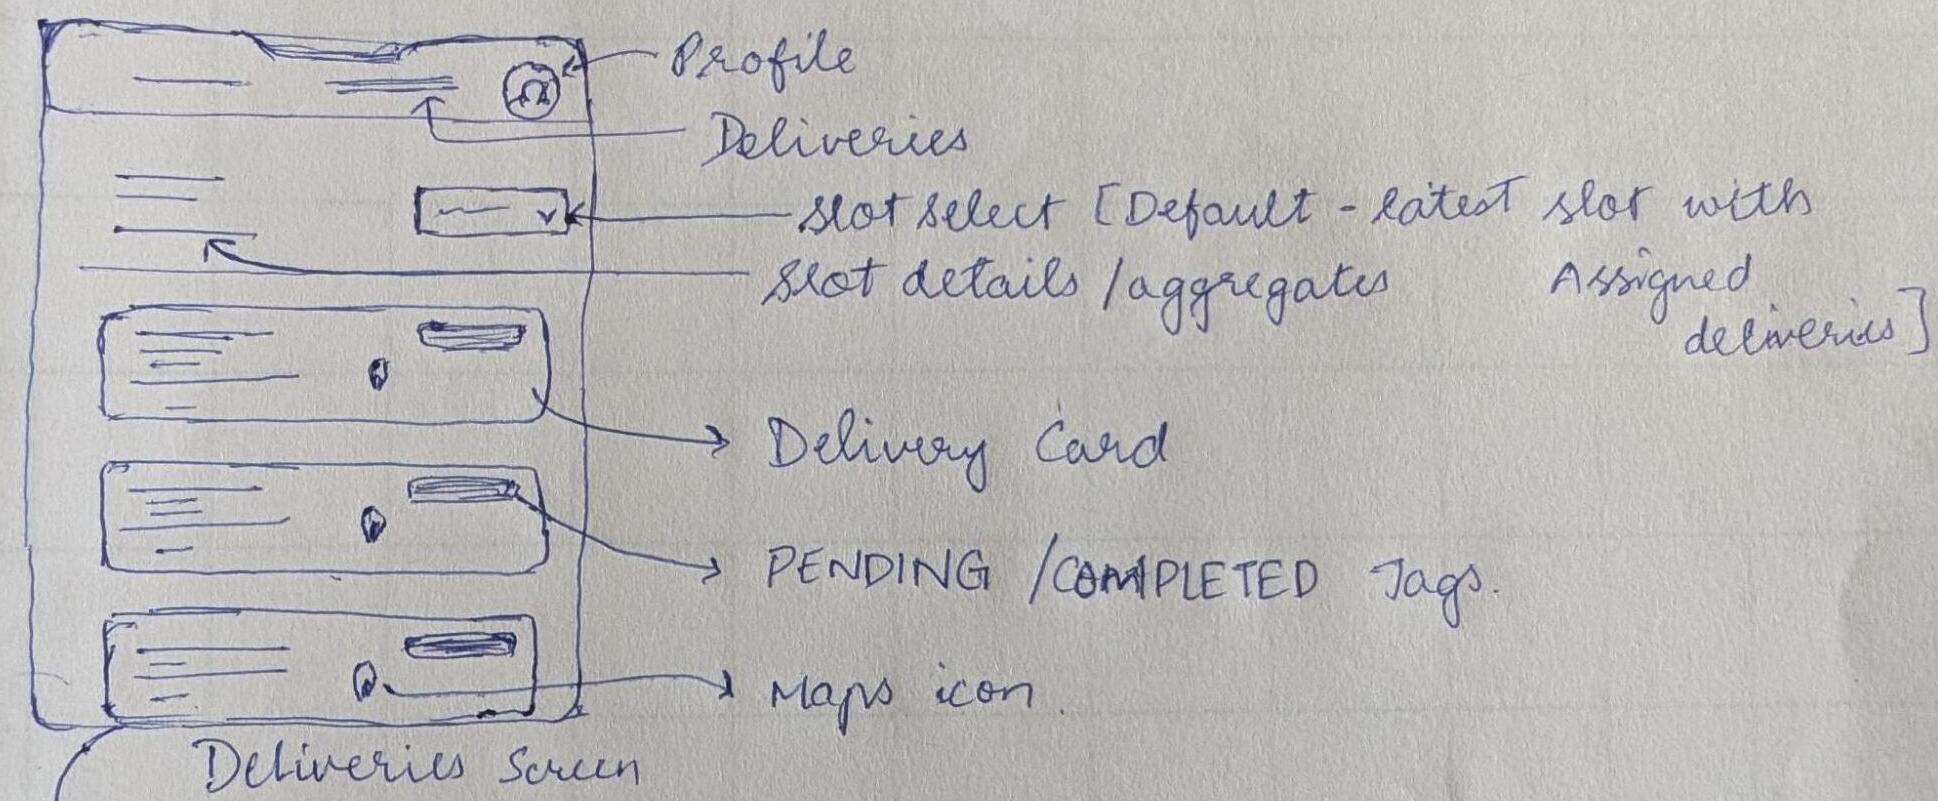 Profile
Deliveries
Slot select [Default - latest slot with
Assigned
deliveries]
Slot details / aggregates
Delivery Card
PENDING / COMPLETED Tags.
Maps icon.
Deliveries Screen